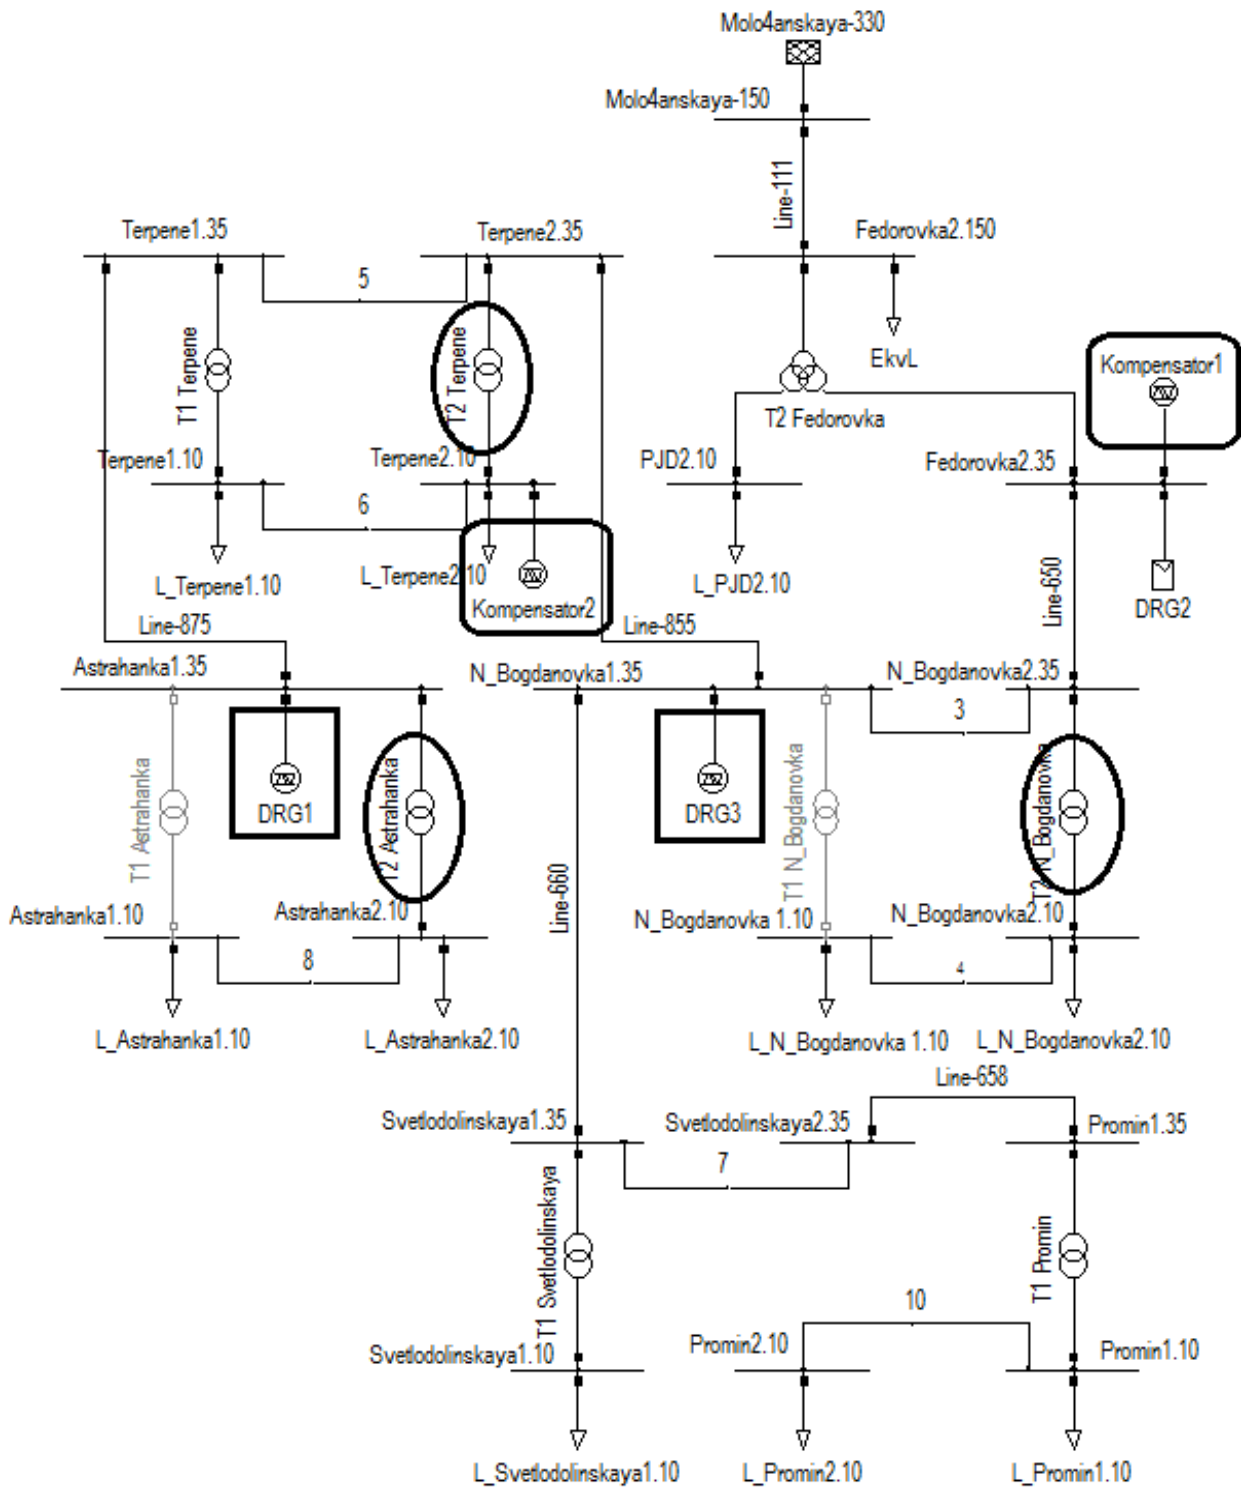 Molo4anskaya-330
Molo4anskaya-150
Line-111
Terpene1.35
Terpene2.35
Fedorovka2.150
5
T1 Terpene
T2 Terpene
EkvL
Kompensator1
T2 Fedorovka
Terpene1.10
Terpene2.10
PJD2.10
Fedorovka2.35
6
L_Terpene1.10
L_Terpene2.10
Kompensator2
L_PJD2.10
Line-650
DRG2
Line-875
Line-855
Astrahanka1.35
N_Bogdanovka1.35
N_Bogdanovka2.35
3
T1 Astrahanka
DRG1
T2 Astrahanka
DRG3
T1 N_Bogdanovka
T2 N_Bogdanovka
Line-660
Astrahanka1.10
Astrahanka2.10
N_Bogdanovka 1.10
N_Bogdanovka2.10
8
4
L_Astrahanka1.10
L_Astrahanka2.10
L_N_Bogdanovka 1.10
L_N_Bogdanovka2.10
Line-658
Svetlodolinskaya1.35
Svetlodolinskaya2.35
Promin1.35
7
T1 Svetlodolinskaya
T1 Promin
10
Svetlodolinskaya1.10
Promin2.10
Promin1.10
L_Svetlodolinskaya1.10
L_Promin2.10
L_Promin1.10